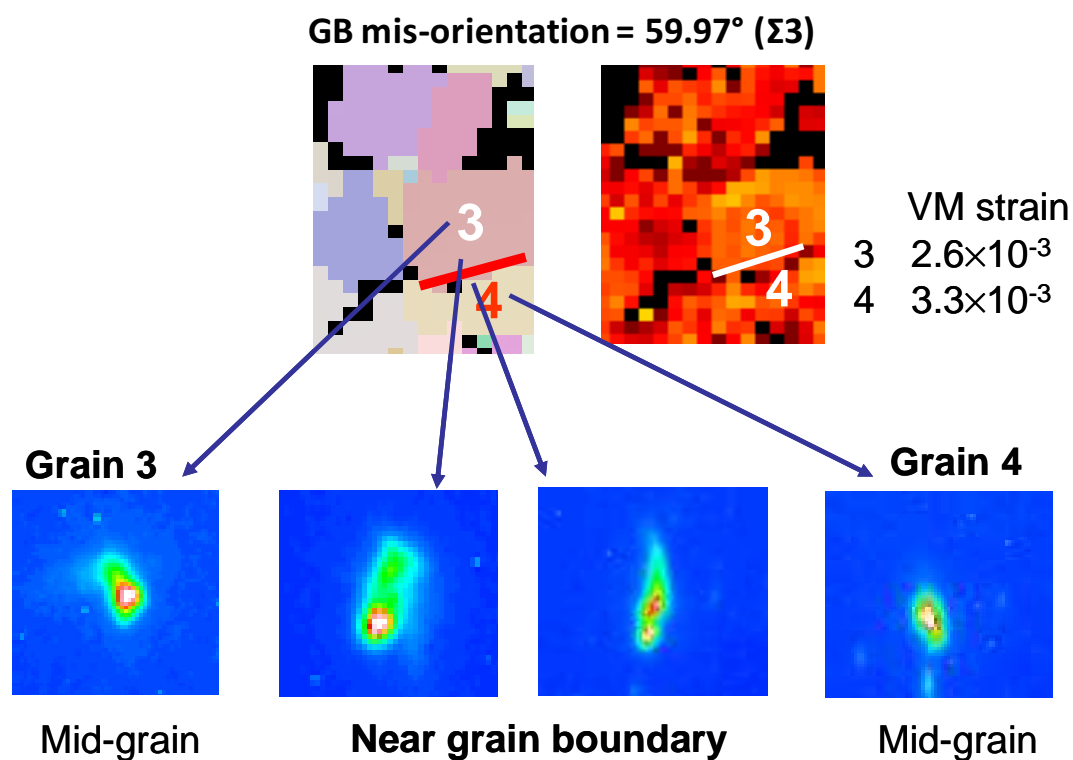 GB mis-orientation = 59.97° (Σ3)
3
4
3
4
VM strain
3 2.6×10-3
4 3.3×10-3
Grain 3
Grain 4
Mid-grain
Near grain boundary
Mid-grain